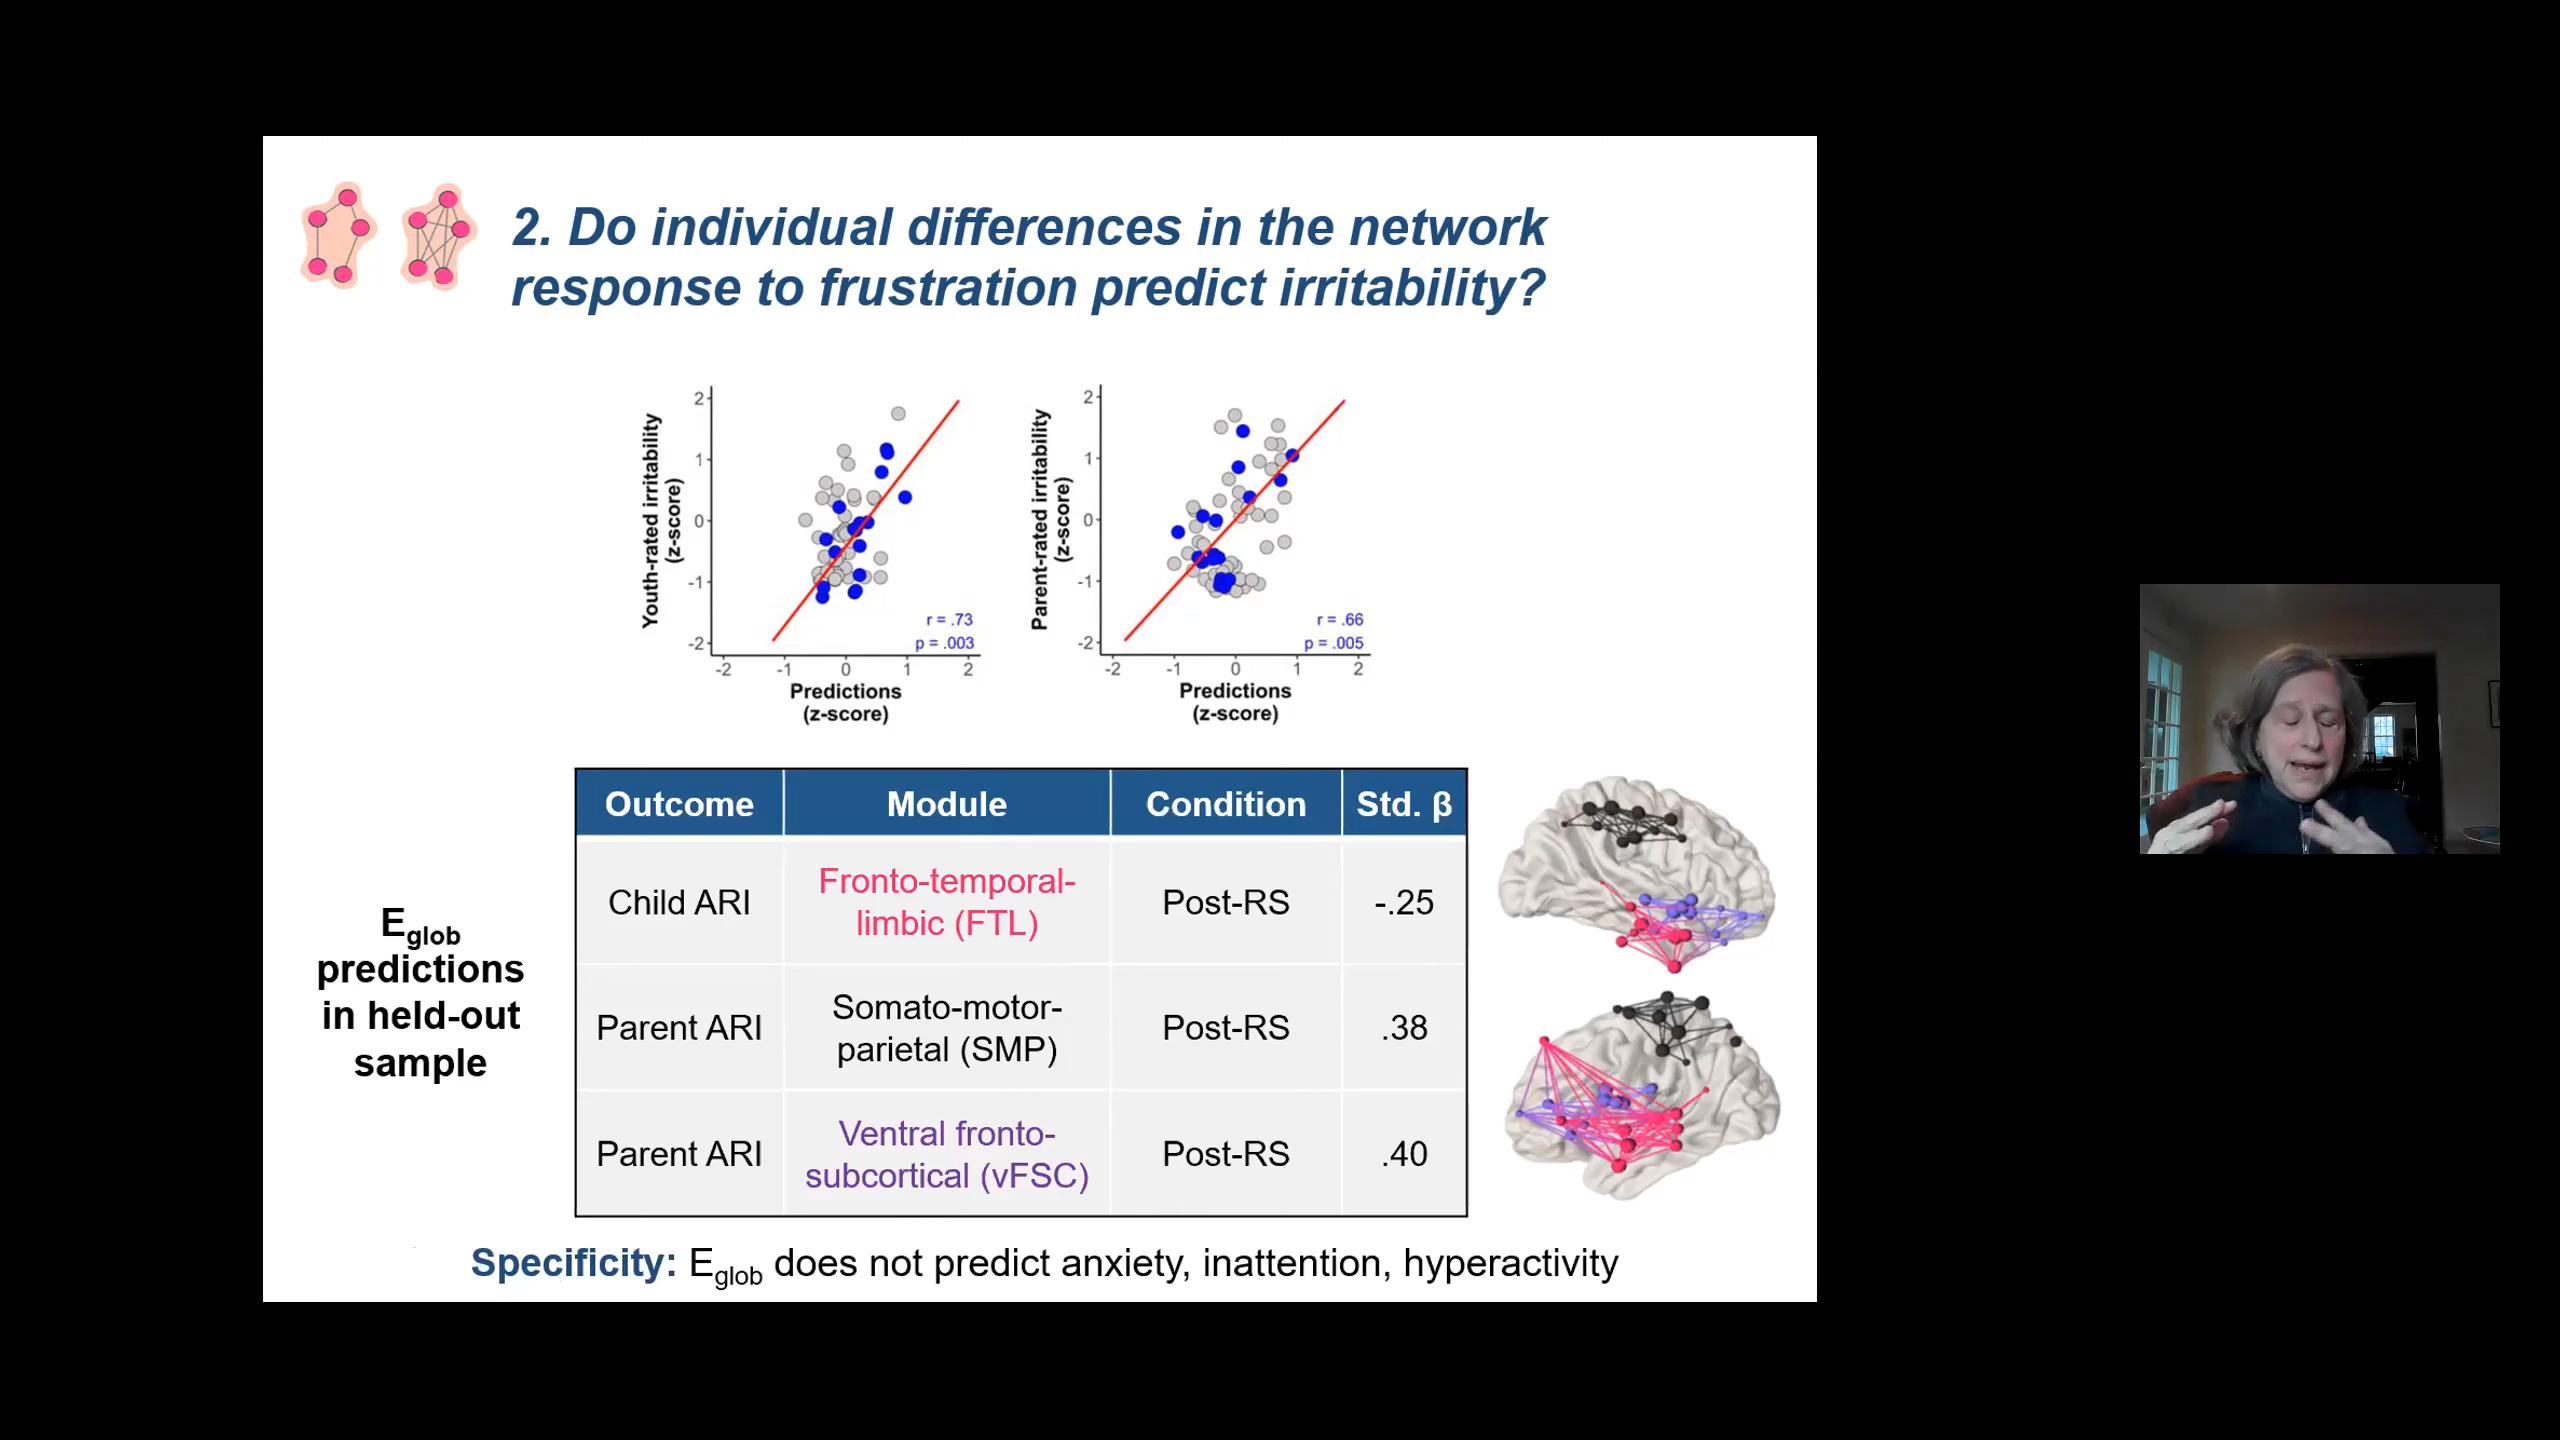 2. Do individual differences in the network
response to frustration predict irritability?
Youth-rated irritability
(z-score)
2
1
0
-1
-2
-2 -1 0 1 2
r = .73
p = .003
Predictions
(z-score)
Parent-rated irritability
(z-score)
2
1
0
-1
-2
-2 -1 0 1 2
r = .66
p = .005
Predictions
(z-score)
Eglob
predictions
in held-out
sample
Outcome Module Condition Std. β
Child ARI Fronto-temporal-
limbic (FTL) Post-RS -.25
Parent ARI Somato-motor-
parietal (SMP) Post-RS .38
Parent ARI Ventral fronto-
subcortical (vFSC) Post-RS .40
Specificity: Eglob does not predict anxiety, inattention, hyperactivity